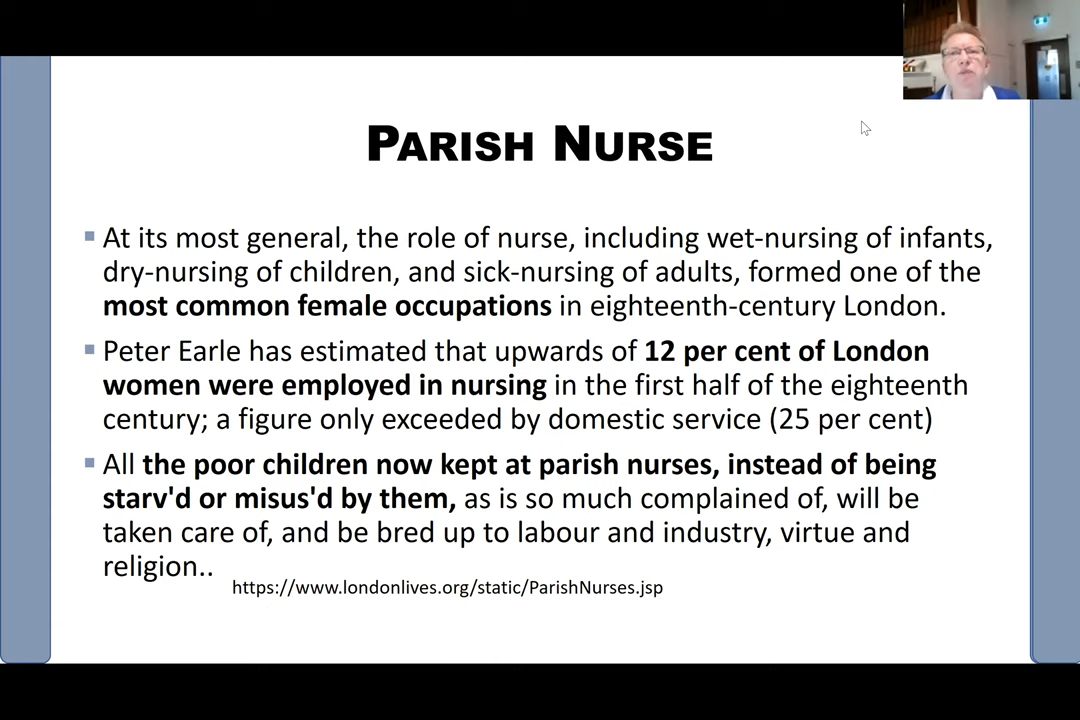 PARISH NURSE
At its most general, the role of nurse, including wet-nursing of infants,
dry-nursing of children, and sick-nursing of adults, formed one of the
most common female occupations in eighteenth-century London.
Peter Earle has estimated that upwards of 12 per cent of London
women were employed in nursing in the first half of the eighteenth
century; a figure only exceeded by domestic service (25 per cent)
All the poor children now kept at parish nurses, instead of being
starv'd or misus'd by them, as is so much complained of, will be
taken care of, and be bred up to labour and industry, virtue and
religion..
https://www.londonlives.org/static/ParishNurses.jsp